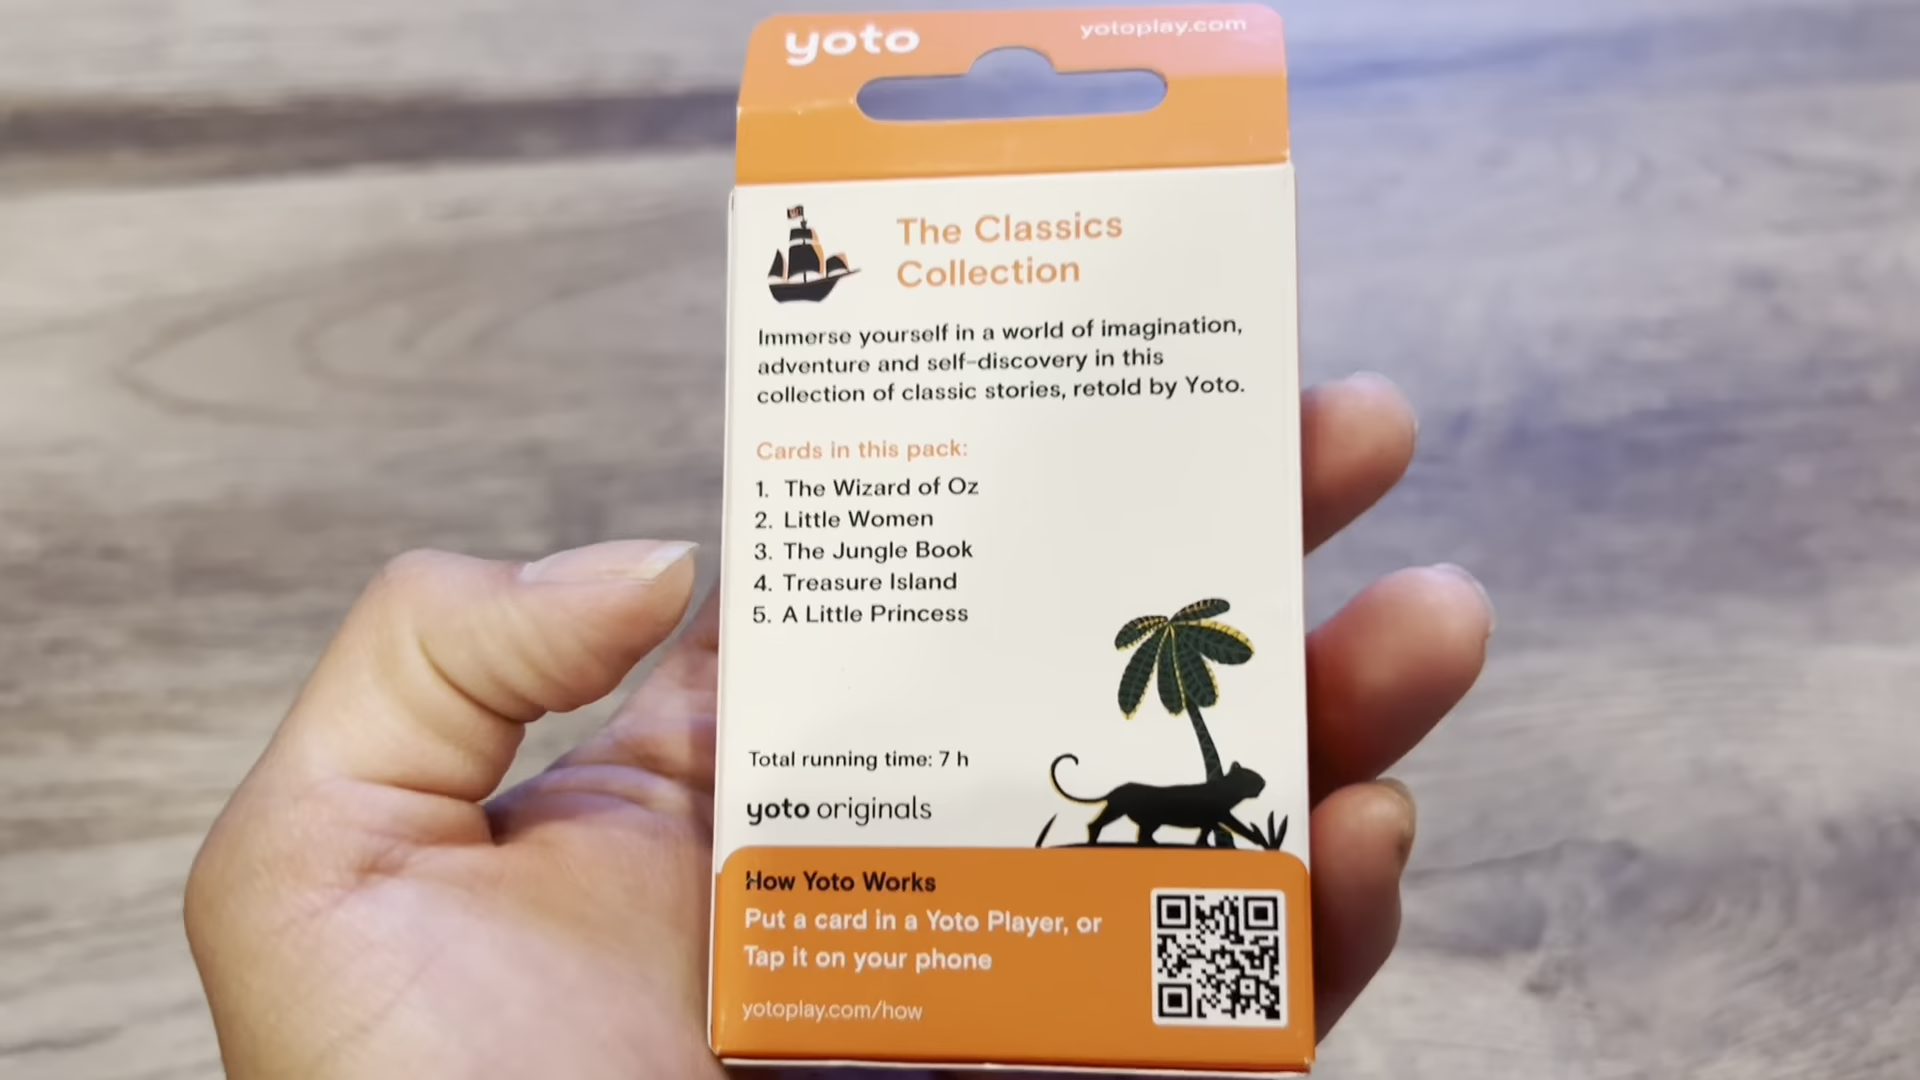 yoto
yotoplay.com
The Classics
Collection
Immerse yourself in a world of imagination,
adventure and self-discovery in this
collection of classic stories, retold by Yoto.
Cards in this pack:
1. The Wizard of Oz
2. Little Women
3. The Jungle Book
4. Treasure Island
5. A Little Princess
Total running time: 7 h
yoto originals
How Yoto Works
Put a card in a Yoto Player, or
Tap it on your phone
yotoplay.com/how